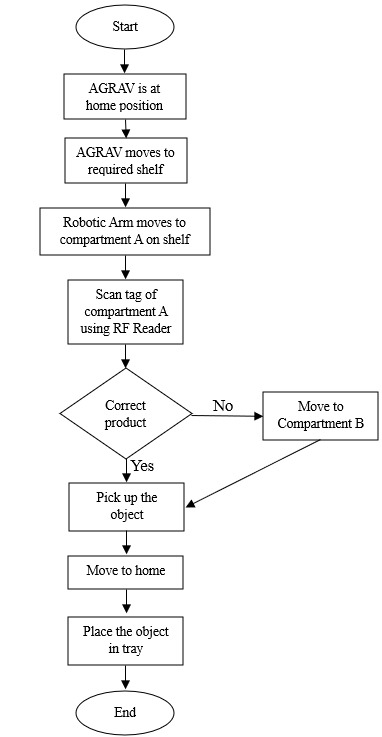 Start
AGRAV is at
home position
AGRAV moves to
required shelf
Robotic Arm moves to
compartment A on shelf
Scan tag of
compartment A
using RF Reader
Correct
product
No
Move to
Compartment B
Yes
Pick up the
object
Move to home
Place the object
in tray
End